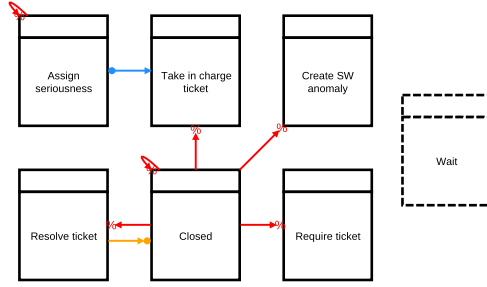 %
Assign
seriousness
Take in charge
ticket
Create SW
anomaly
%
%
Wait
%
Resolve ticket
%
Closed
%
Require ticket